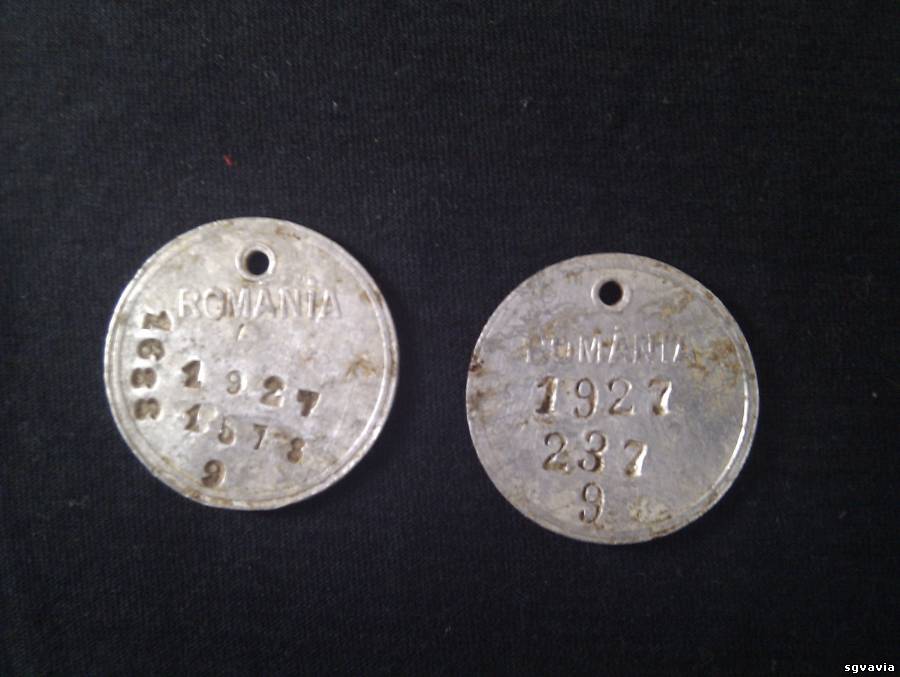 ROMANIA
1927
1578
9
ROMANIA
1927
237
9
sgvavia